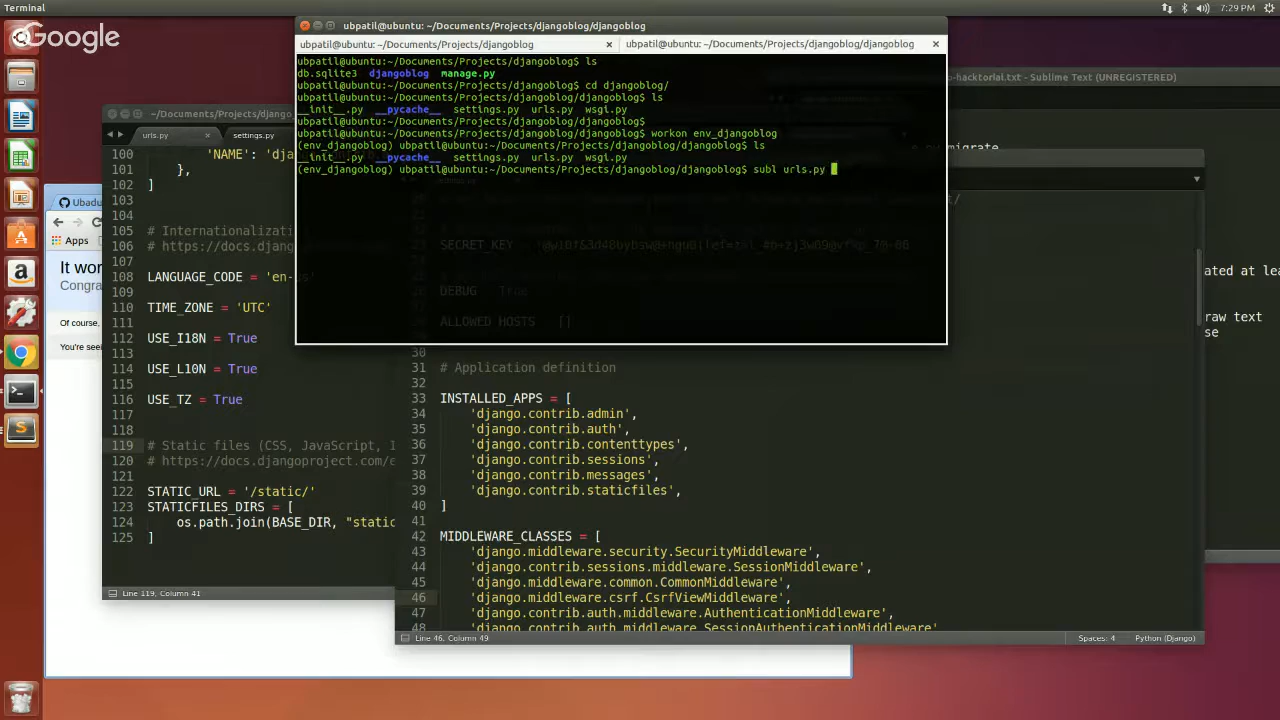 Terminal
7:29 PM
Google
ubpatil@ubuntu: ~/Documents/Projects/djangoblog/djangoblog
ubpatil@ubuntu: ~/Documents/Projects/djangoblog
ubpatil@ubuntu: ~/Documents/Projects/djangoblog/djangoblog
ubpatil@ubuntu:~/Documents/Projects/djangoblog$ ls
db.sqlite3 djangoblog manage.py
ubpatil@ubuntu:~/Documents/Projects/djangoblog$ cd djangoblog/
ubpatil@ubuntu:~/Documents/Projects/djangoblog/djangoblog$ ls
__init__.py __pycache__ settings.py urls.py wsgi.py
ubpatil@ubuntu:~/Documents/Projects/djangoblog/djangoblog$
ubpatil@ubuntu:~/Documents/Projects/djangoblog/djangoblog$ workon env_djangoblog
(env_djangoblog) ubpatil@ubuntu:~/Documents/Projects/djangoblog/djangoblog$ ls
__init__.py __pycache__ settings.py urls.py wsgi.py
(env_djangoblog) ubpatil@ubuntu:~/Documents/Projects/djangoblog/djangoblog$ subl urls.py
SECRET_KEY
DEBUG True
ALLOWED_HOSTS []
30
31 # Application definition
32
33 INSTALLED_APPS = [
34 'django.contrib.admin',
35 'django.contrib.auth',
36 'django.contrib.contenttypes',
37 'django.contrib.sessions',
38 'django.contrib.messages',
39 'django.contrib.staticfiles',
40 ]
41
42 MIDDLEWARE_CLASSES = [
43 'django.middleware.security.SecurityMiddleware',
44 'django.contrib.sessions.middleware.SessionMiddleware',
45 'django.middleware.common.CommonMiddleware',
46 'django.middleware.csrf.CsrfViewMiddleware',
47 'django.contrib.auth.middleware.AuthenticationMiddleware',
48 'django.contrib.auth.middleware.SessionAuthenticationMiddleware'
Line 46, Column 49
Spaces: 4
Python (Django)
~/Documents/Projects/django
urls.py
settings.py
100 'NAME': 'dja
101 },
102 ]
103
104
105 # Internationalizati
106 # https://docs.djang
107
108 LANGUAGE_CODE = 'en-us'
109
110 TIME_ZONE = 'UTC'
111
112 USE_I18N = True
113
114 USE_L10N = True
115
116 USE_TZ = True
117
118
119 # Static files (CSS, JavaScript, I
120 # https://docs.djangoproject.com/e
121
122 STATIC_URL = '/static/'
123 STATICFILES_DIRS = [
124 os.path.join(BASE_DIR, "static
125 ]
Line 119, Column 41
Ubadu
Apps
It wor
Congra
Of course,
You're see
-hacktorial.txt - Sublime Text (UNREGISTERED)
migrate
ated at lea
raw text
se